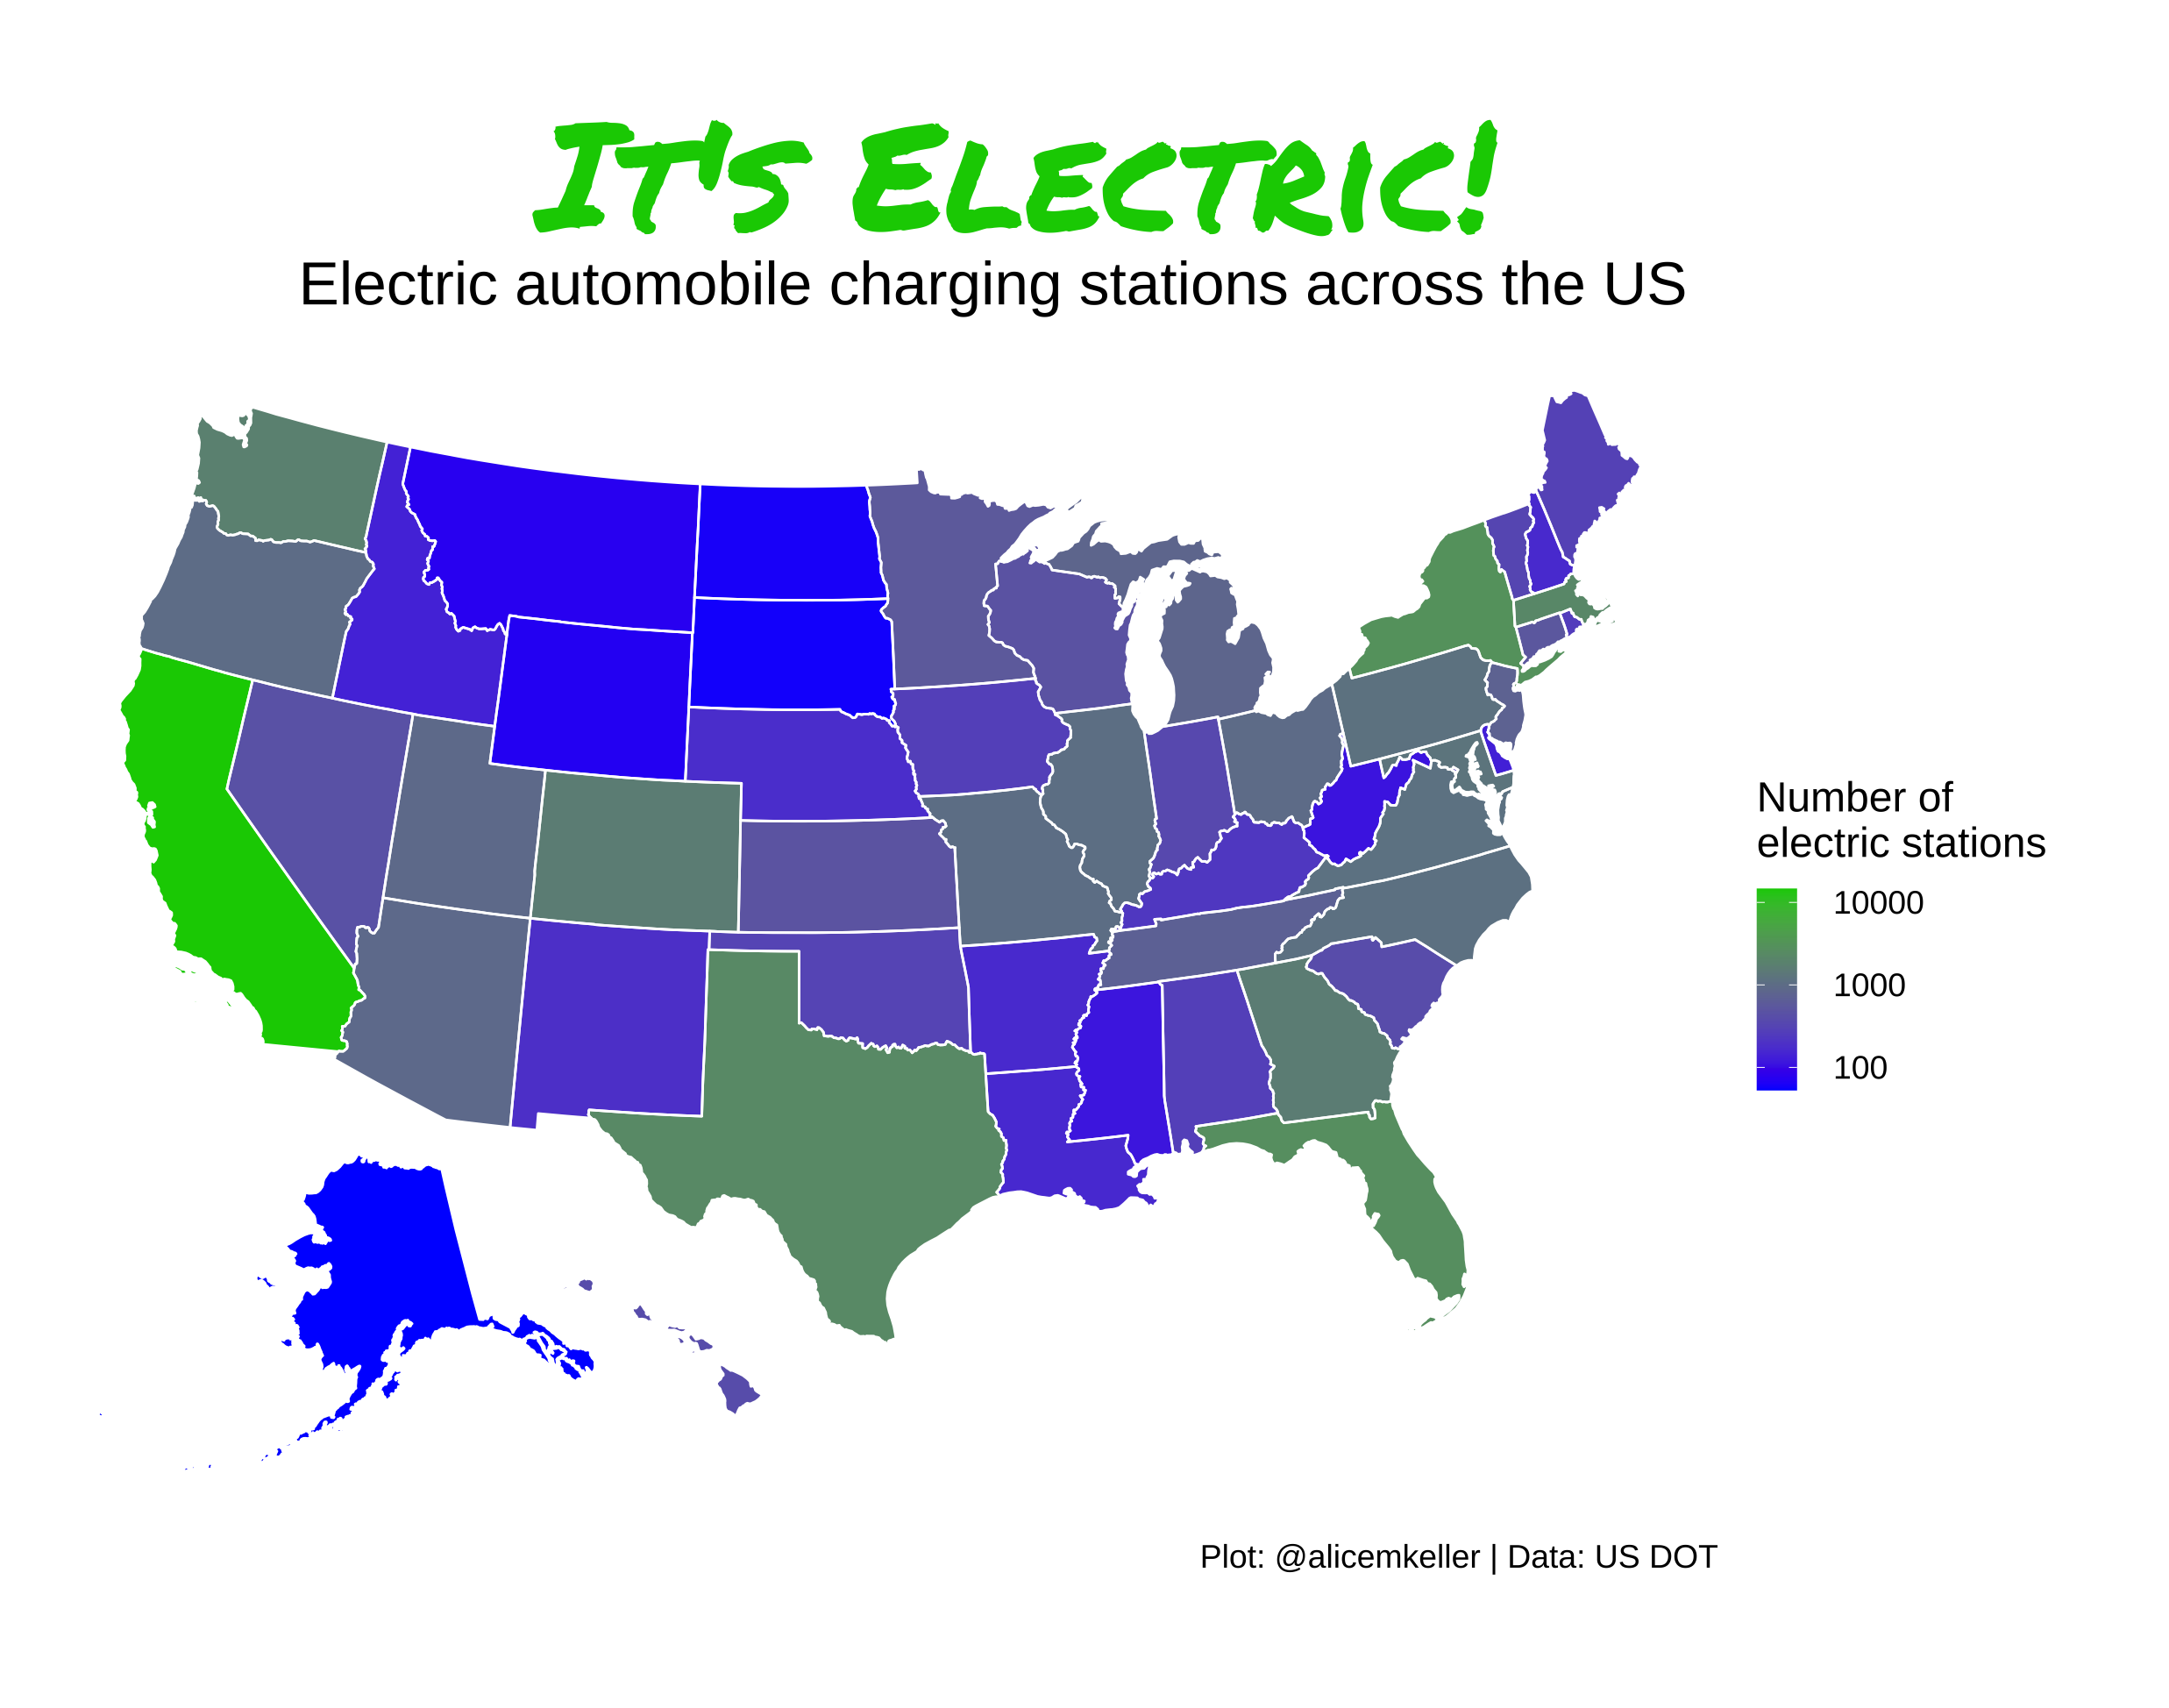 It's Electric!
Electric automobile charging stations across the US
Number of
electric stations
10000
1000
100
Plot: @alicemkeller | Data: US DOT